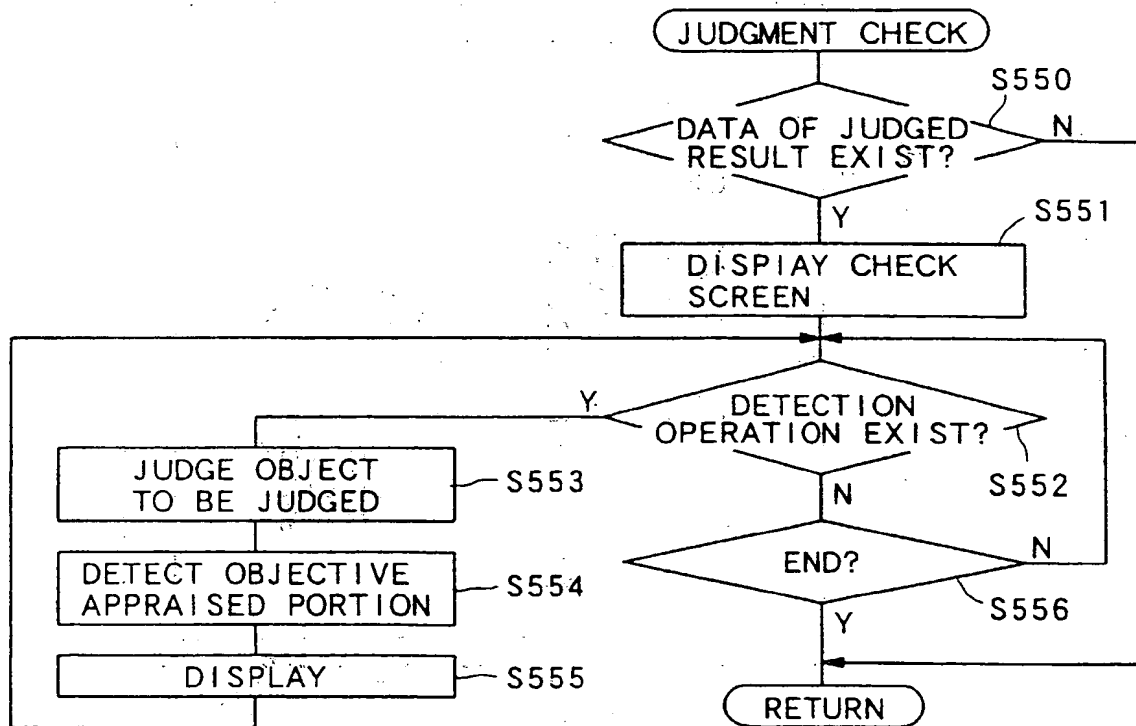 JUDGMENT CHECK
S550
DATA OF JUDGED
RESULT EXIST?
N
Y
S551
DISPLAY CHECK
SCREEN
Y
DETECTION
OPERATION EXIST?
S552
N
JUDGE OBJECT
TO BE JUDGED
S553
END?
N
S556
Y
DETECT OBJECTIVE
APPRAISED PORTION
S554
DISPLAY
S555
RETURN